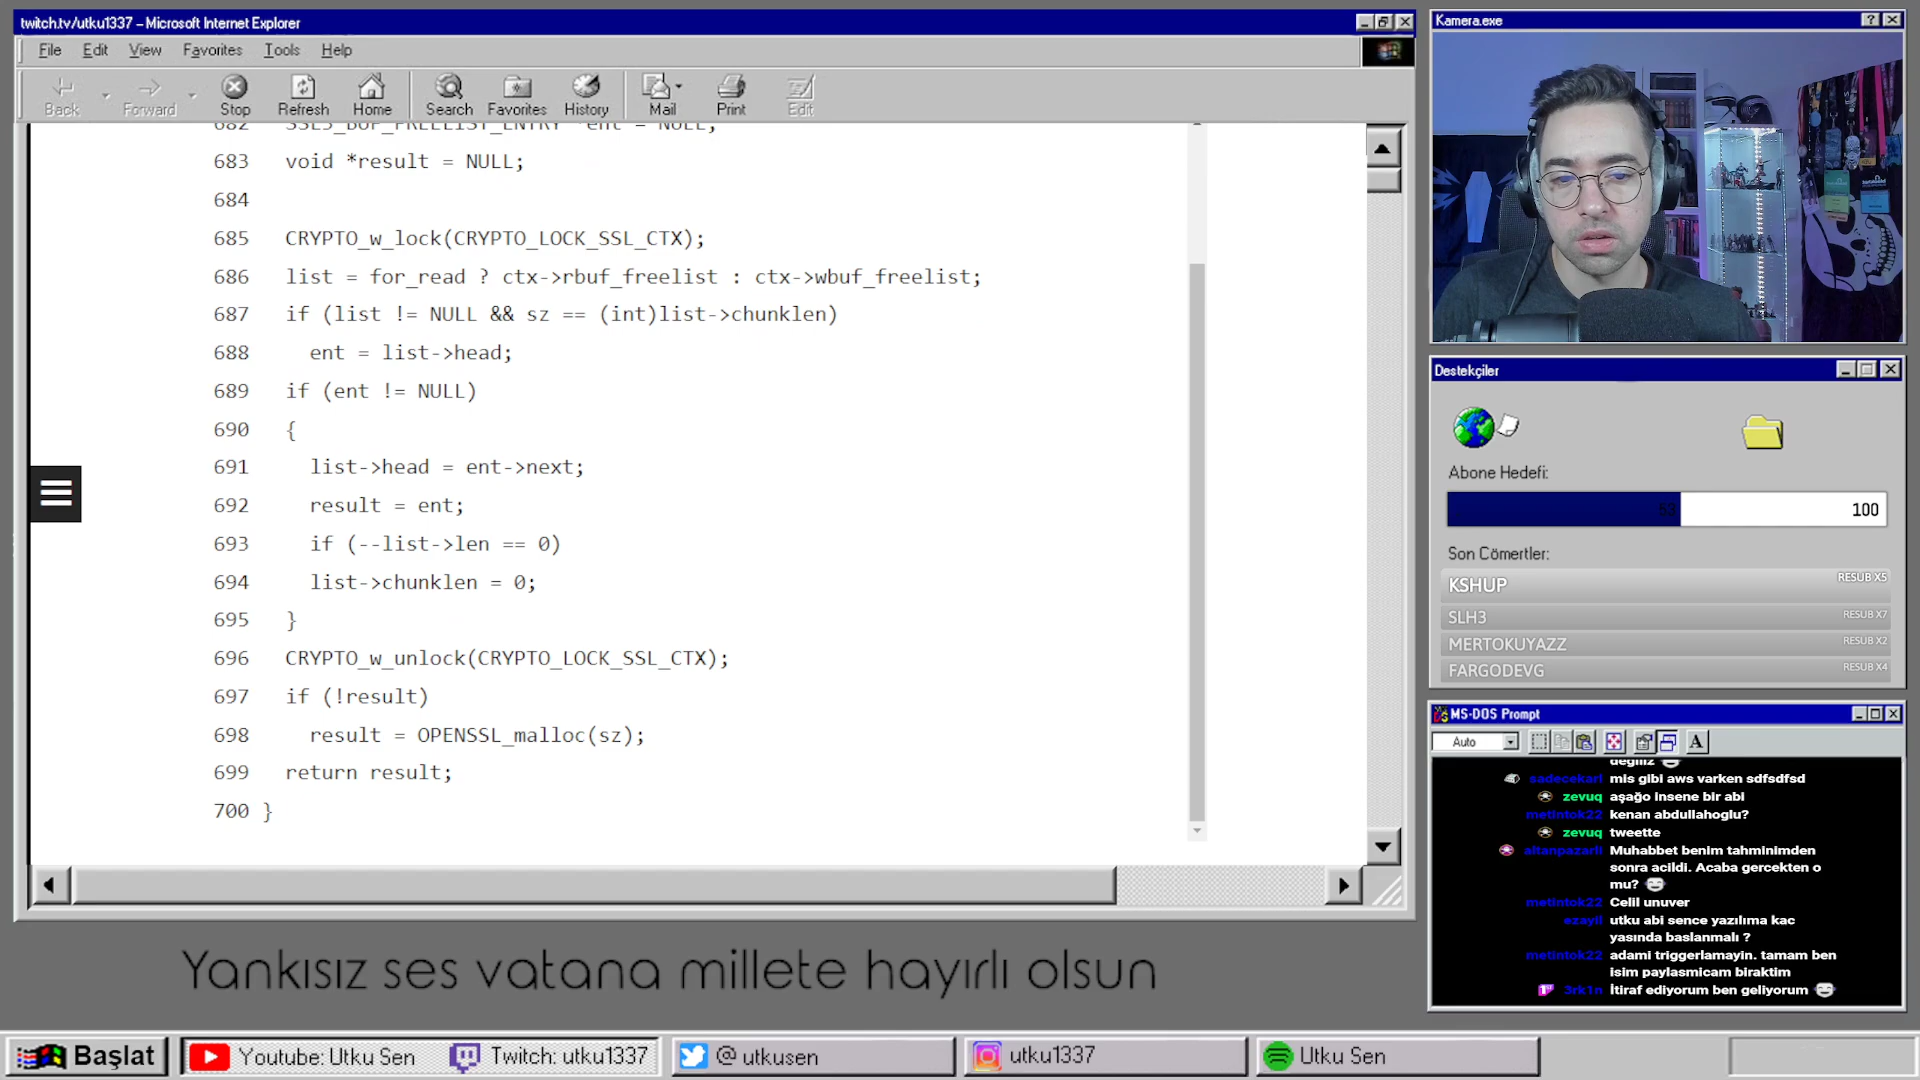 twitch.tv/utku1337 – Microsoft Internet Explorer
File Edit View Favorites Tools Help
Back Forward Stop Refresh Home Search Favorites History Mail Print Edit
682 SSL3_BUF_FREELIST_ENTRY *ent = NULL;
683 void *result = NULL;
684
685 CRYPTO_w_lock(CRYPTO_LOCK_SSL_CTX);
686 list = for_read ? ctx->rbuf_freelist : ctx->wbuf_freelist;
687 if (list != NULL && sz == (int)list->chunklen)
688 ent = list->head;
689 if (ent != NULL)
690 {
691 list->head = ent->next;
692 result = ent;
693 if (--list->len == 0)
694 list->chunklen = 0;
695 }
696 CRYPTO_w_unlock(CRYPTO_LOCK_SSL_CTX);
697 if (!result)
698 result = OPENSSL_malloc(sz);
699 return result;
700 }
Yankısız ses vatana millete hayırlı olsun
Kamera.exe
Destekçiler
Abone Hedefi:
53 100
Son Cömertler:
KSHUP RESUB X5
SLH3 RESUB X7
MERTOKUYAZZ RESUB X2
FARGODEVG RESUB X4
MS-DOS Prompt
Auto
A
degiliz
sadecekarl mis gibi aws varken sdfsdfsd
zevuq aşağo insene bir abi
metintok22 kenan abdullahoglu?
zevuq tweette
altanpazarli Muhabbet benim tahminimden
sonra acildi. Acaba gercekten o
mu?
metintok22 Celil unuver
ezayil utku abi sence yazılıma kac
yasında baslanmalı ?
metintok22 adami triggerlamayin. tamam ben
isim paylasmicam biraktim
3rk1n İtiraf ediyorum ben geliyorum
Başlat Youtube: Utku Sen Twitch: utku1337 @utkusen utku1337 Utku Sen